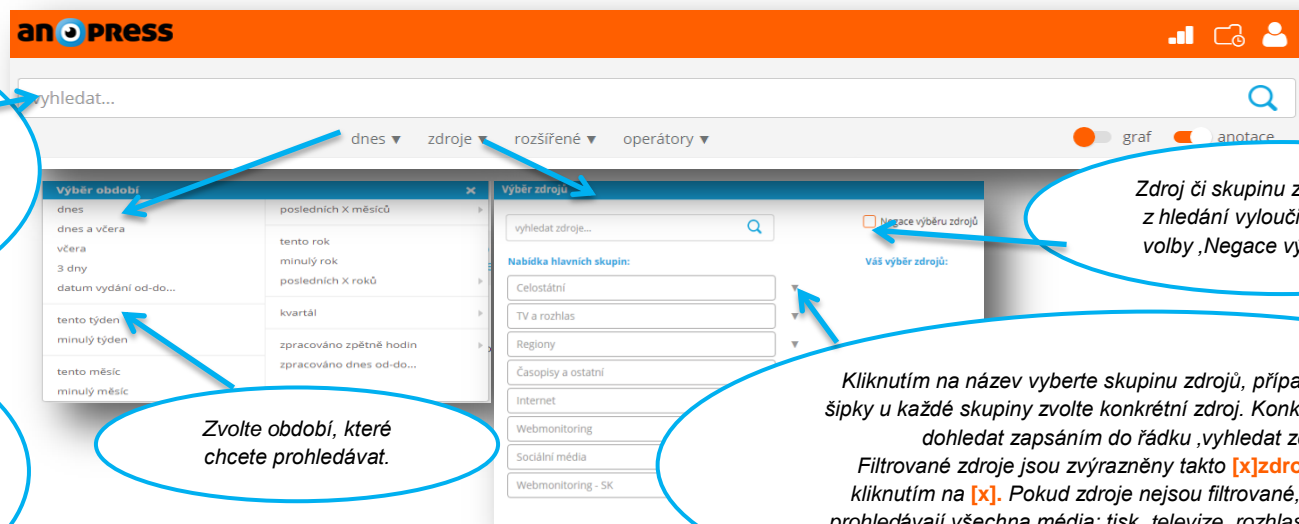 anopress
vyhledat...
dnes ▼ zdroje ▼ rozšířené ▼ operátory ▼
graf anotace
Výběr období ×
dnes
dnes a včera
včera
3 dny
datum vydání od-do...
tento týden
minulý týden
tento měsíc
minulý měsíc
posledních X měsíců
tento rok
minulý rok
posledních X roků
kvartál
zpracováno zpětně hodin
zpracováno dnes od-do...
Výběr zdrojů
vyhledat zdroje...
Negace výběru zdrojů
Nabídka hlavních skupin:
Váš výběr zdrojů:
Celostátní
TV a rozhlas
Regiony
Časopisy a ostatní
Internet
Webmonitoring
Sociální média
Webmonitoring - SK
Zvolte období, které
chcete prohledávat.
Zdroj či skupinu z
z hledání vylouči
volby ‚Negace vý
Kliknutím na název vyberte skupinu zdrojů, přípa
šipky u každé skupiny zvolte konkrétní zdroj. Konk
dohledat zapsáním do řádku ‚vyhledat z
Filtrované zdroje jsou zvýrazněny takto [x]zdro
kliknutím na [x]. Pokud zdroje nejsou filtrované,
prohledávají všechna média: tisk, televize, rozhlas